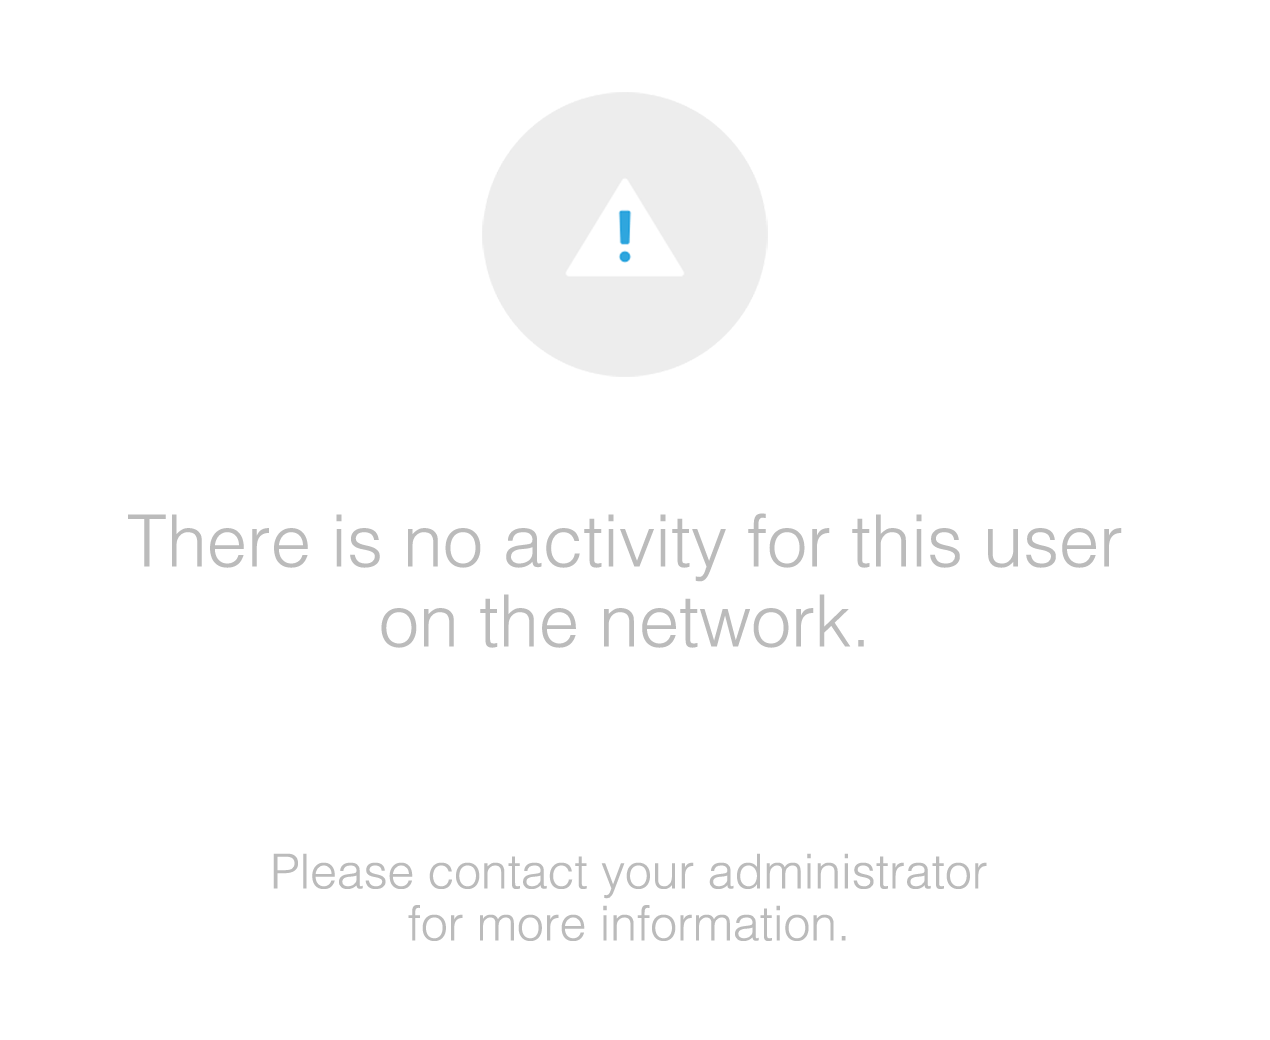 There is no activity for this user
on the network.
Please contact your administrator
for more information.